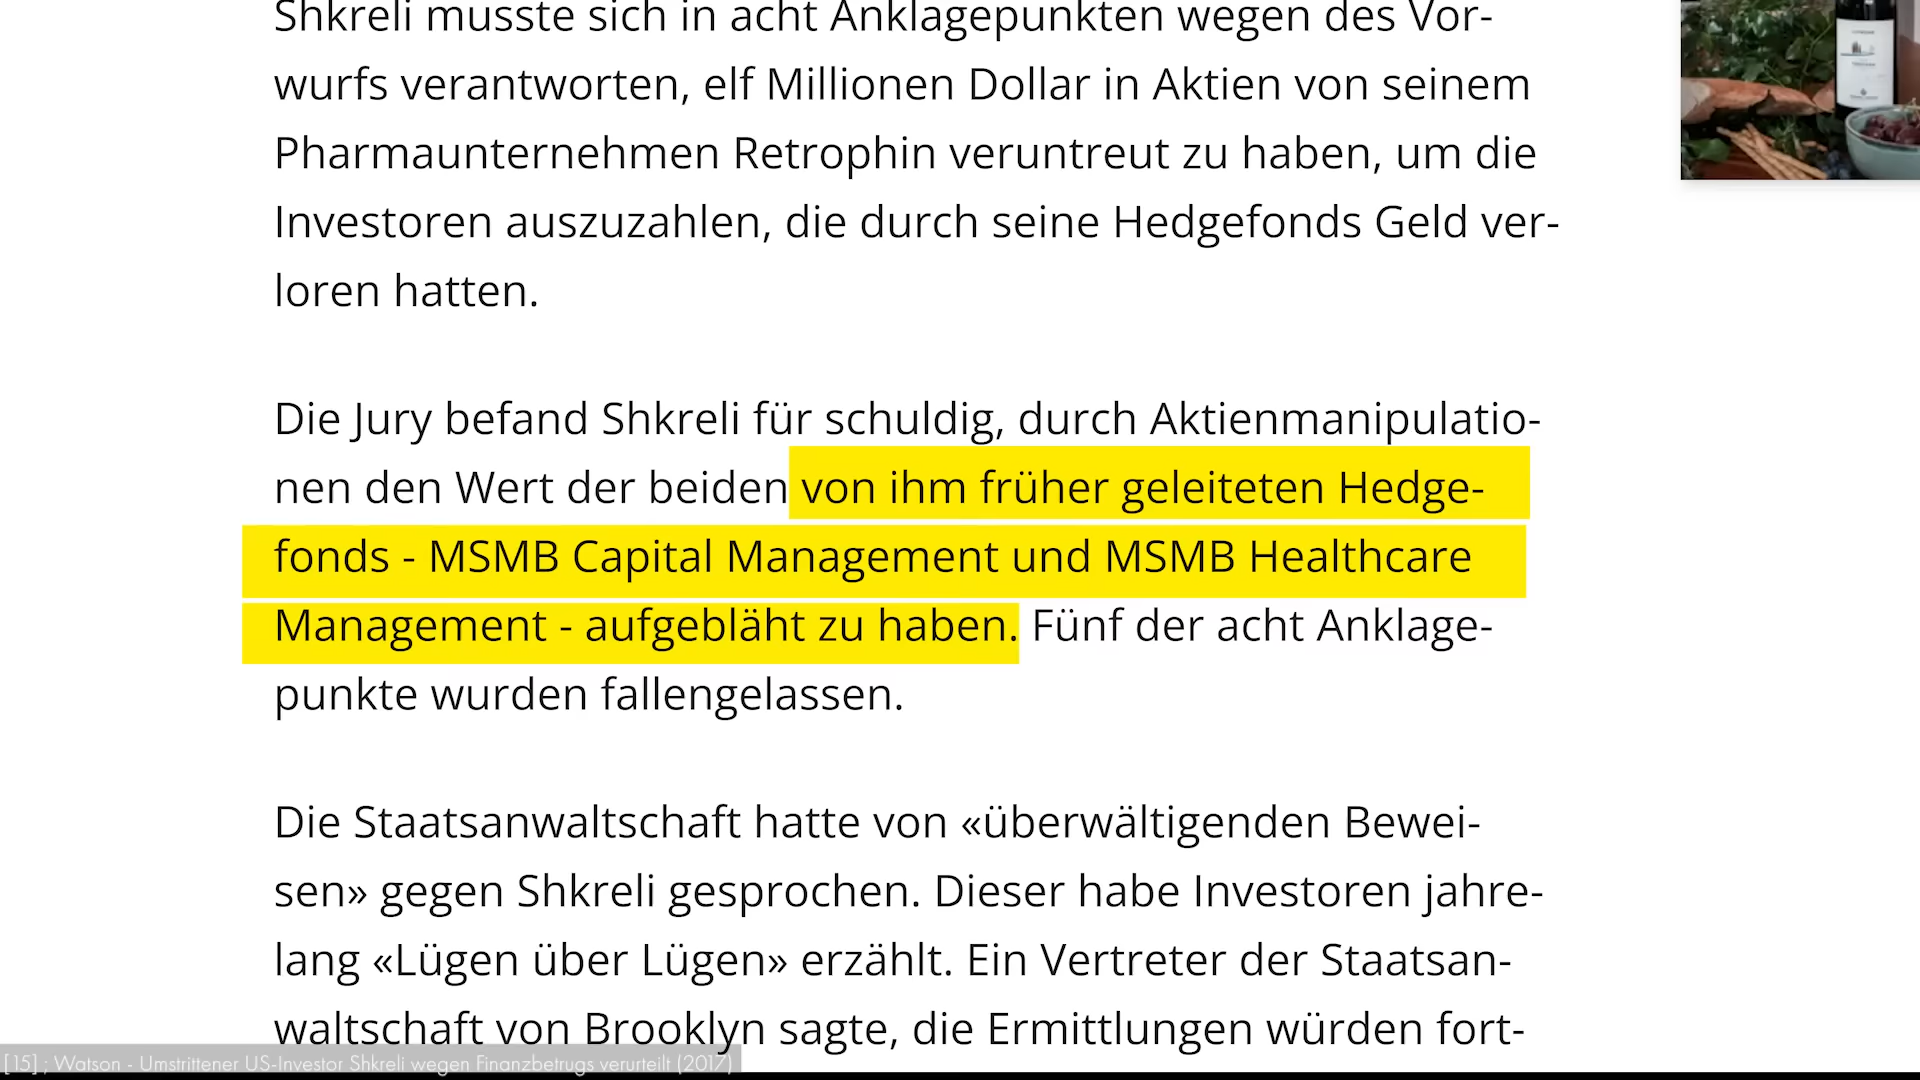 Shkreli musste sich in acht Anklagepunkten wegen des Vor-
wurfs verantworten, elf Millionen Dollar in Aktien von seinem
Pharmaunternehmen Retrophin veruntreut zu haben, um die
Investoren auszuzahlen, die durch seine Hedgefonds Geld ver-
loren hatten.
Die Jury befand Shkreli für schuldig, durch Aktienmanipulatio-
nen den Wert der beiden von ihm früher geleiteten Hedge-
fonds - MSMB Capital Management und MSMB Healthcare
Management - aufgebläht zu haben. Fünf der acht Anklage-
punkte wurden fallengelassen.
Die Staatsanwaltschaft hatte von «überwältigenden Bewei-
sen» gegen Shkreli gesprochen. Dieser habe Investoren jahre-
lang «Lügen über Lügen» erzählt. Ein Vertreter der Staatsan-
waltschaft von Brooklyn sagte, die Ermittlungen würden fort-
[15] ; Watson - Umstrittener US-Investor Shkreli wegen Finanzbetrugs verurteilt (2017)